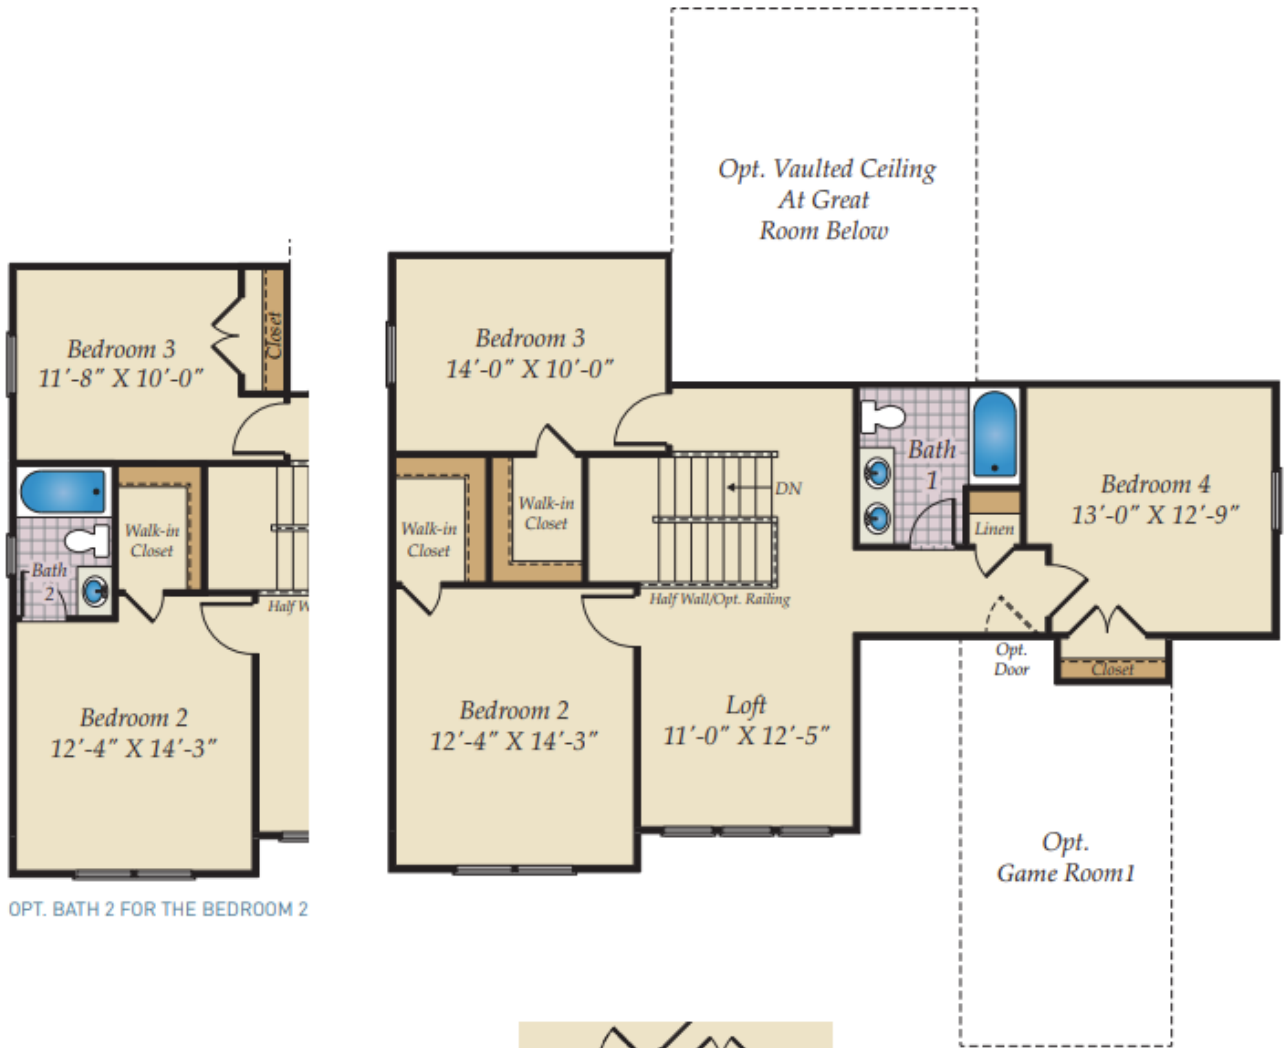 Opt. Vaulted Ceiling
At Great
Room Below
Bedroom 3
11'-8" X 10'-0"
Closet
Walk-in
Closet
Bath
2
Half W
Bedroom 2
12'-4" X 14'-3"
OPT. BATH 2 FOR THE BEDROOM 2
Bedroom 3
14'-0" X 10'-0"
Walk-in
Closet
Walk-in
Closet
DN
Half Wall/Opt. Railing
Bath
1
Linen
Bedroom 4
13'-0" X 12'-9"
Opt.
Door
Closet
Bedroom 2
12'-4" X 14'-3"
Loft
11'-0" X 12'-5"
Opt.
Game Room1